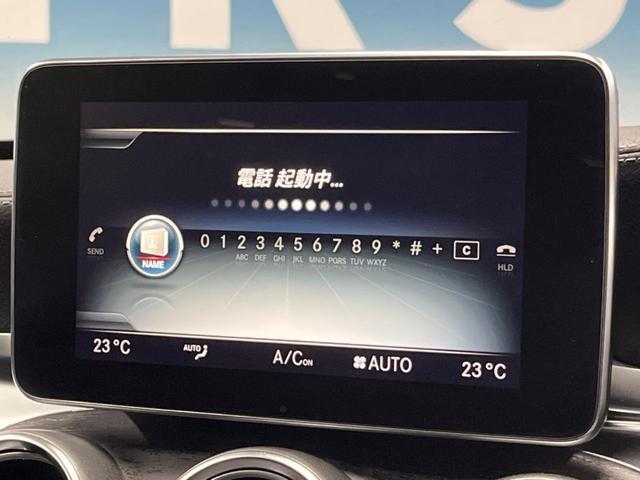 電話 起動中...
SEND
NAME
0 1 2 3 4 5 6 7 8 9 * # + C
ABC DEF GHI JKL MNO PQRS TUV WXYZ
HLD
23°C AUTO A/C ON AUTO 23°C